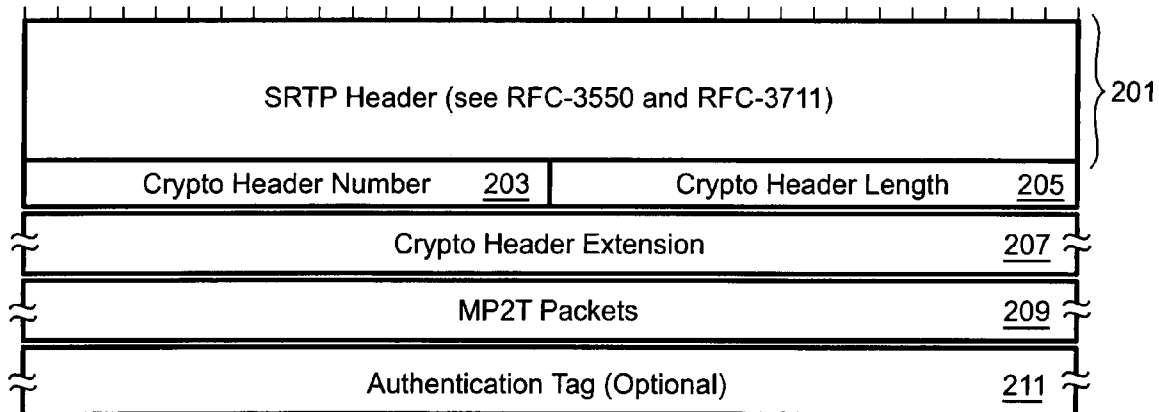 SRTP Header (see RFC-3550 and RFC-3711)
201
Crypto Header Number 203 Crypto Header Length 205
Crypto Header Extension 207
MP2T Packets 209
Authentication Tag (Optional) 211